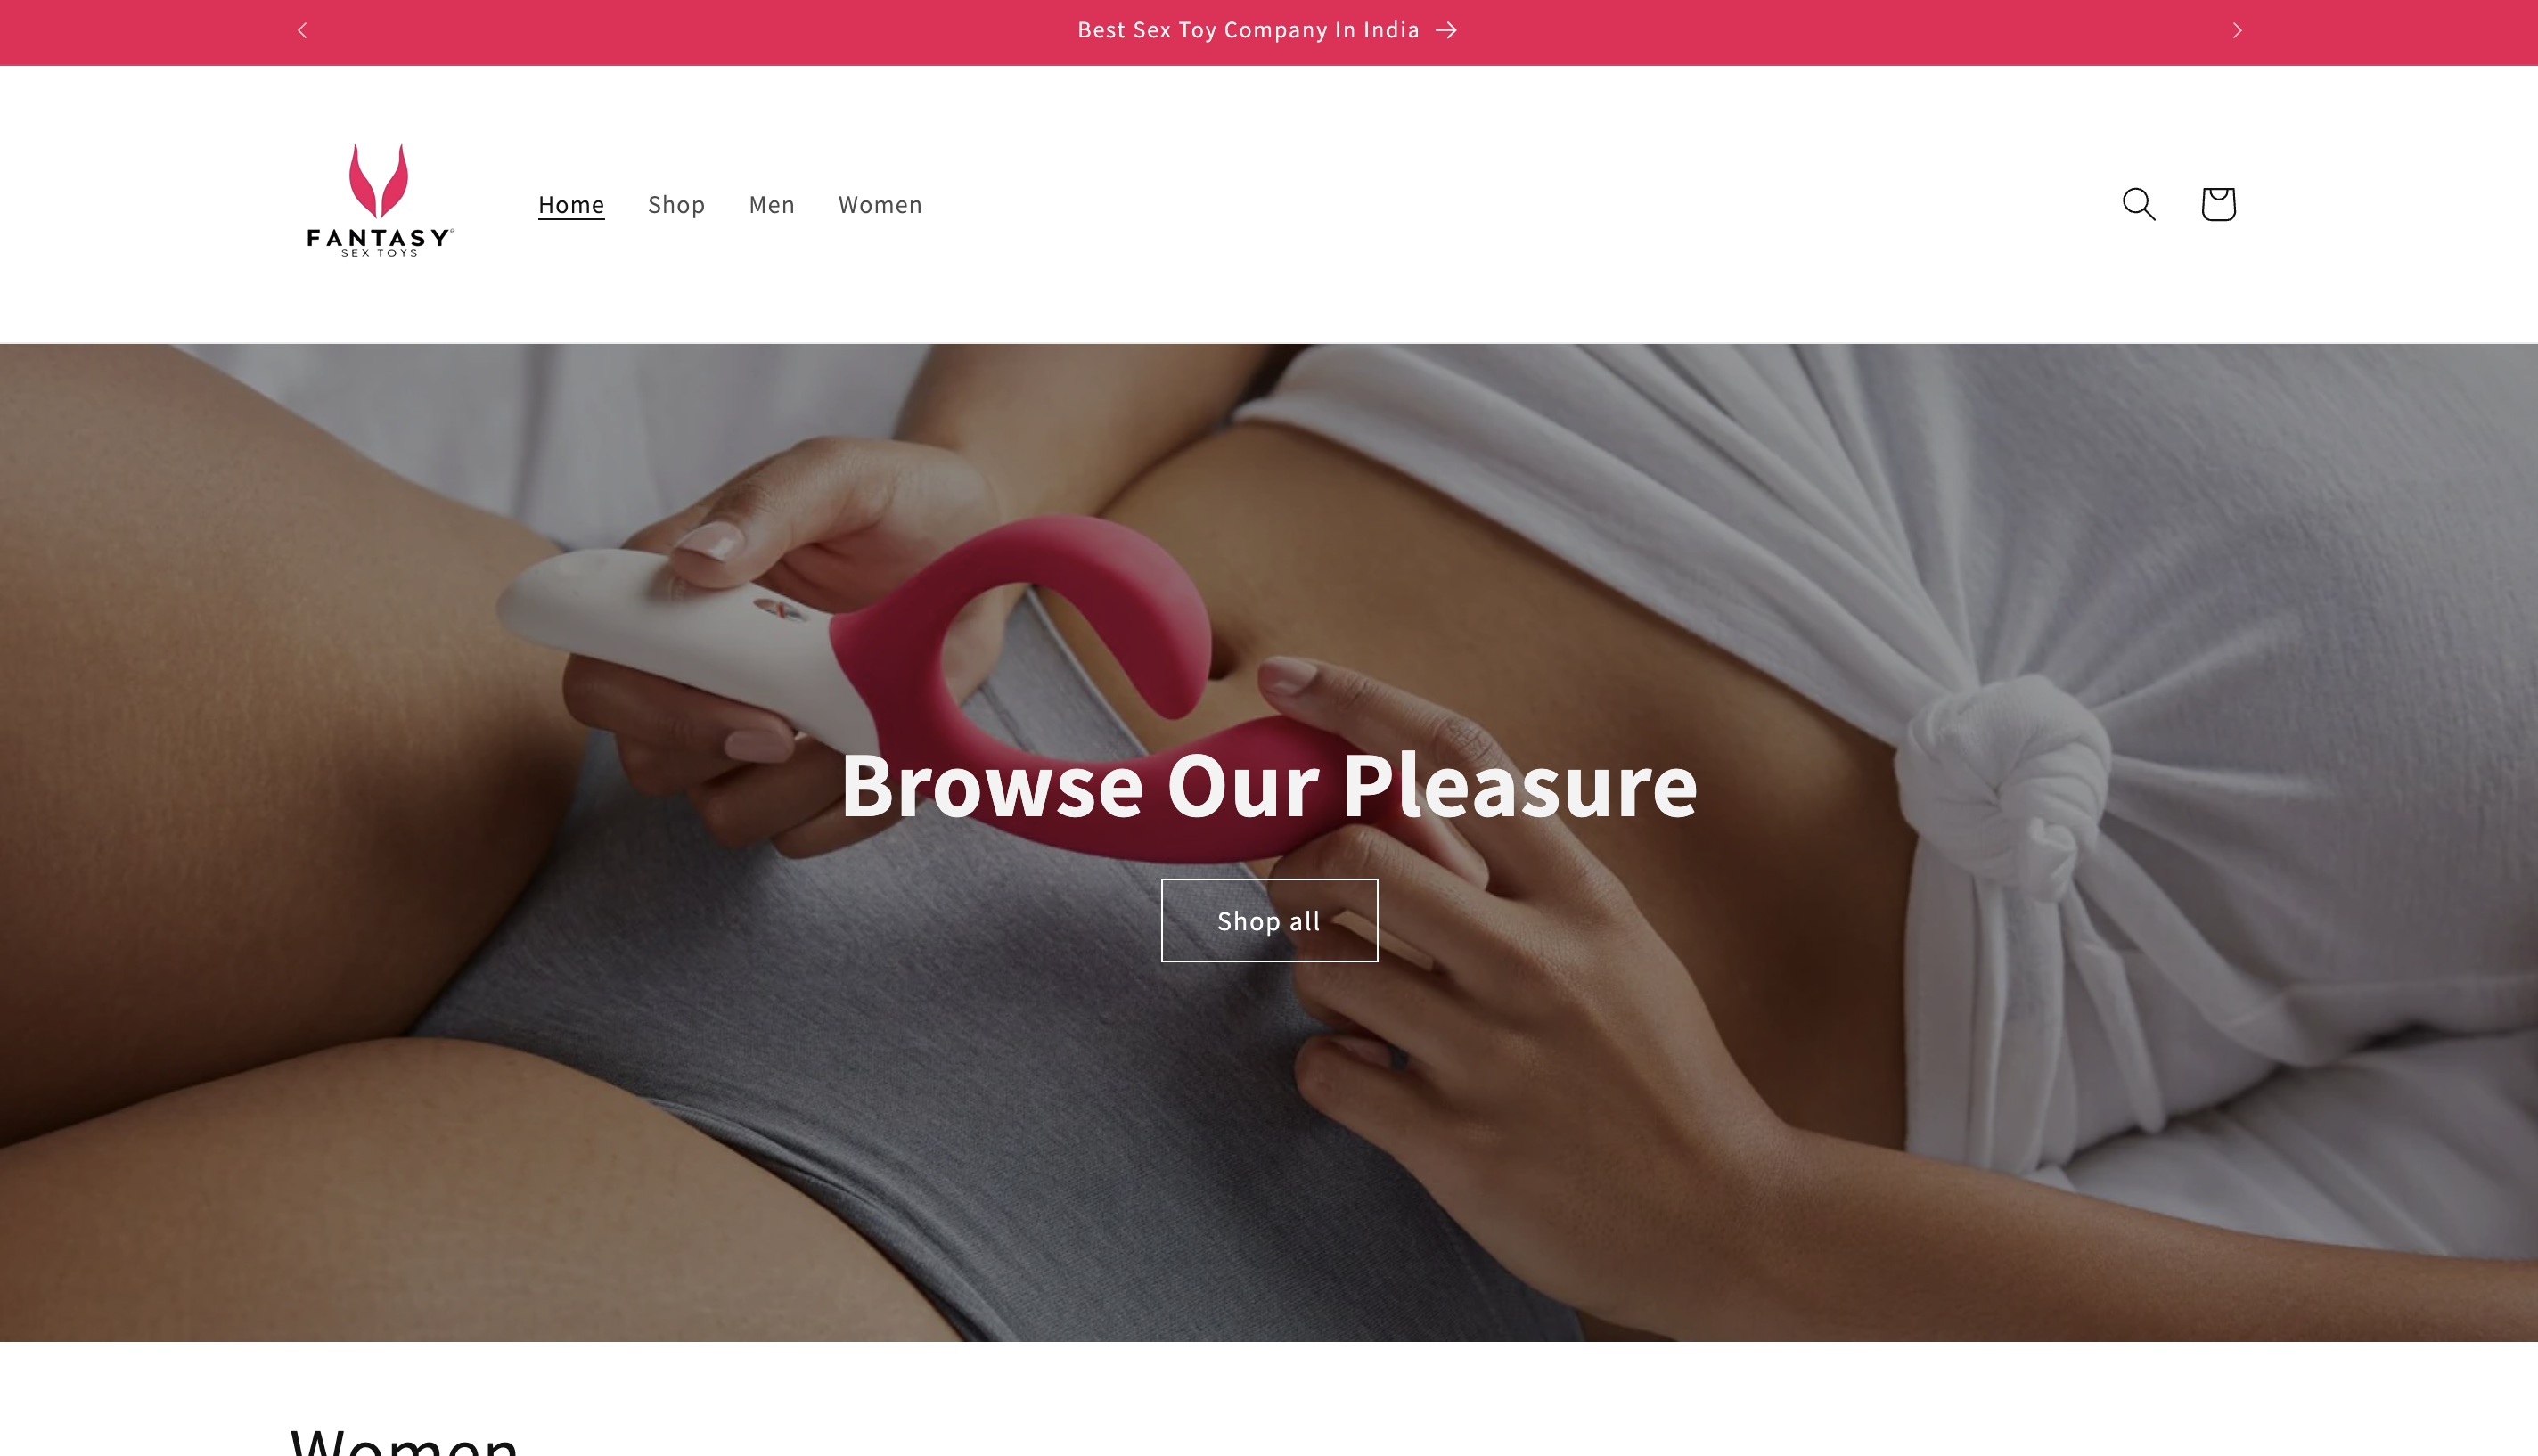 Best Sex Toy Company In India
FANTASY
SEX TOYS
Home
Shop
Men
Women
Browse Our Pleasure
Shop all
Women